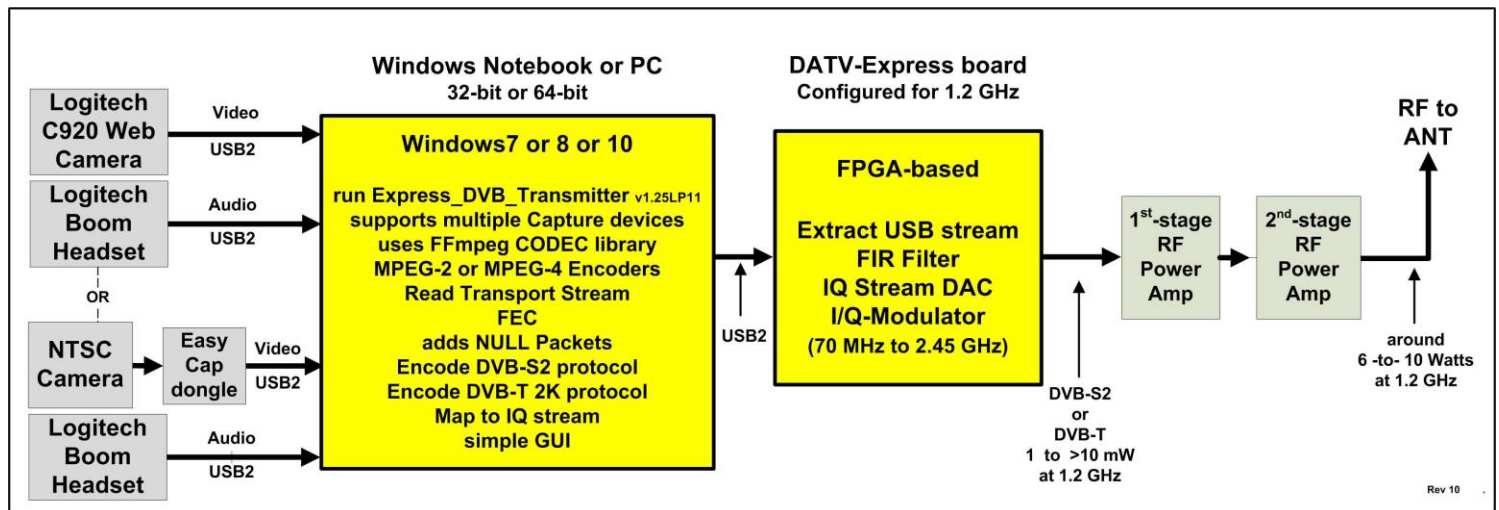 Windows Notebook or PC
32-bit or 64-bit
DATV-Express board
Configured for 1.2 GHz
Logitech
C920 Web
Camera
Video
USB2
Logitech
Boom
Headset
Audio
USB2
OR
NTSC
Camera
Easy
Cap
dongle
Video
USB2
Logitech
Boom
Headset
Audio
USB2
Windows7 or 8 or 10
run Express_DVB_Transmitter v1.25LP11
supports multiple Capture devices
uses FFmpeg CODEC library
MPEG-2 or MPEG-4 Encoders
Read Transport Stream
FEC
adds NULL Packets
Encode DVB-S2 protocol
Encode DVB-T 2K protocol
Map to IQ stream
simple GUI
USB2
FPGA-based
Extract USB stream
FIR Filter
IQ Stream DAC
I/Q-Modulator
(70 MHz to 2.45 GHz)
DVB-S2
or
DVB-T
1 to >10 mW
at 1.2 GHz
1st-stage
RF
Power
Amp
2nd-stage
RF
Power
Amp
RF to
ANT
around
6 -to- 10 Watts
at 1.2 GHz
Rev 10 .